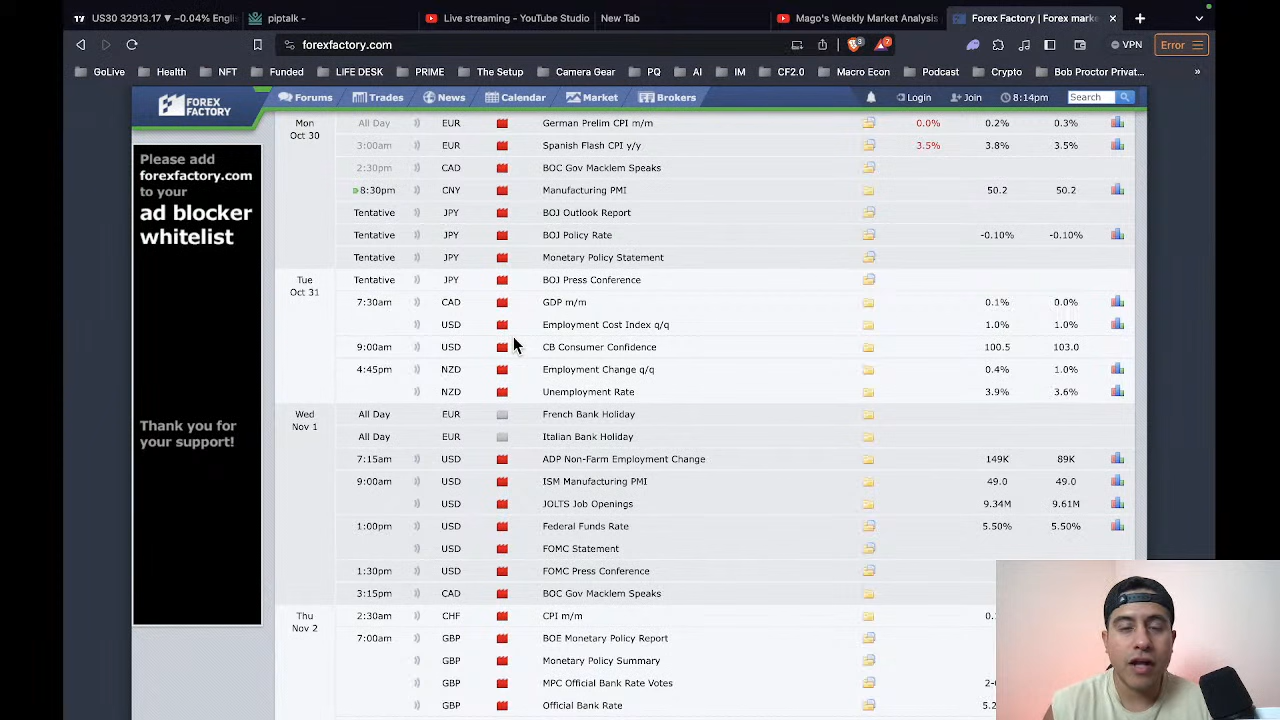 US30 32913.17 ▼ −0.04% Engli
piptalk -
Live streaming - YouTube Studio
New Tab
Mago's Weekly Market Analysis
Forex Factory | Forex mark
forexfactory.com
3
7
VPN
Error
GoLive
Health
NFT
Funded
LIFE DESK
PRIME
The Setup
Camera
Capital
AI
IM
CF2.0
Macro Econ
Podcast
Crypto
Bob Proctor Privat...
»
FOREX FACTORY
Forums
Trades
News
Calendar
Market
Brokers
Login
Join
8:14pm
Search
Please add
forexfactory.com
to your
ad blocker
whitelist
Thank you for
your support!
Mon All Day German Prelim CPI m/m 0.0% 0.2% 0.3%
Oct 30
EUR Spanish Flash CPI y/y 3.8% 3.5%
CAD BOC Gov Macklem Speaks
8:30pm CNY Manufacturing PMI 50.2 50.2
Tentative JPY BOJ Outlook Report
Tentative JPY BOJ Policy Rate -0.10% -0.10%
Tentative JPY Monetary Policy Statement
Tue Tentative JPY BOJ Press Conference
Oct 31
7:30am CAD GDP m/m 0.1% 0.0%
USD Employment Cost Index q/q 1.0% 1.0%
9:00am USD CB Consumer Confidence 100.5 103.0
4:45pm NZD Employment Change q/q 0.4% 1.0%
NZD Unemployment Rate 3.9% 3.6%
Wed All Day EUR French Bank Holiday
Nov 1
All Day EUR Italian Bank Holiday
7:15am USD ADP Non-Farm Employment Change 149K 89K
9:00am USD ISM Manufacturing PMI 49.0 49.0
USD JOLTS Job Openings 9.34M 9.61M
1:00pm USD Federal Funds Rate 5.50% 5.50%
USD FOMC Statement
1:30pm USD FOMC Press Conference
3:15pm CAD BOC Gov Macklem Speaks
Thu
Nov 2
CPI m/m
7:00am BOE Monetary Policy Report
GBP Monetary Policy Summary
MPC Official Bank Rate Votes
Official Bank Rate